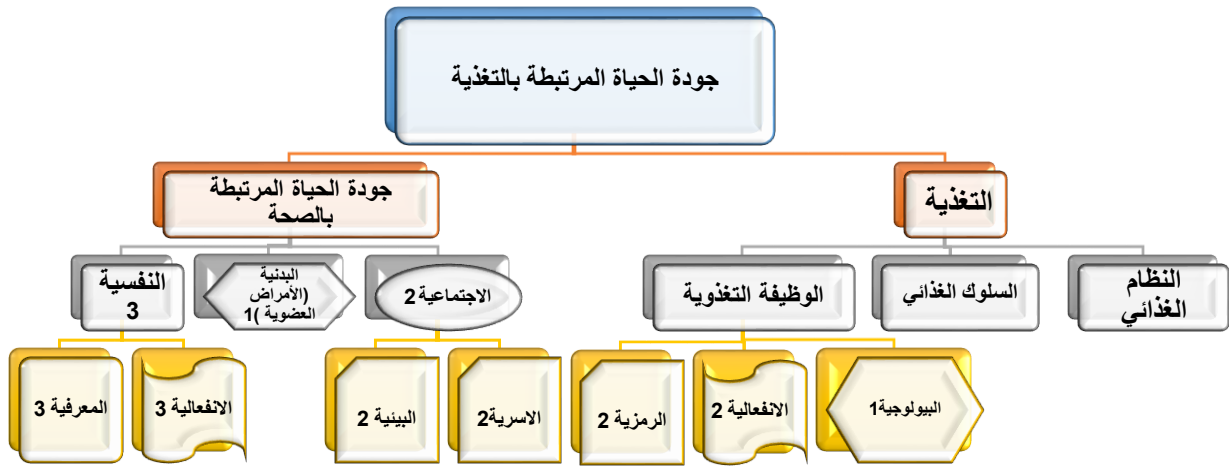 جودة الحياة المرتبطة بالتغذية
التغذية
جودة الحياة المرتبطة
بالصحة
النظام
الغذائي
السلوك الغذائي
الوظيفة التغذوية
الاجتماعية 2
البدنية
(الأمراض
العضوية )1
النفسية
3
البيولوجية1
الانفعالية 2
الرمزية 2
الاسرية2
البيئية 2
الانفعالية 3
المعرفية 3